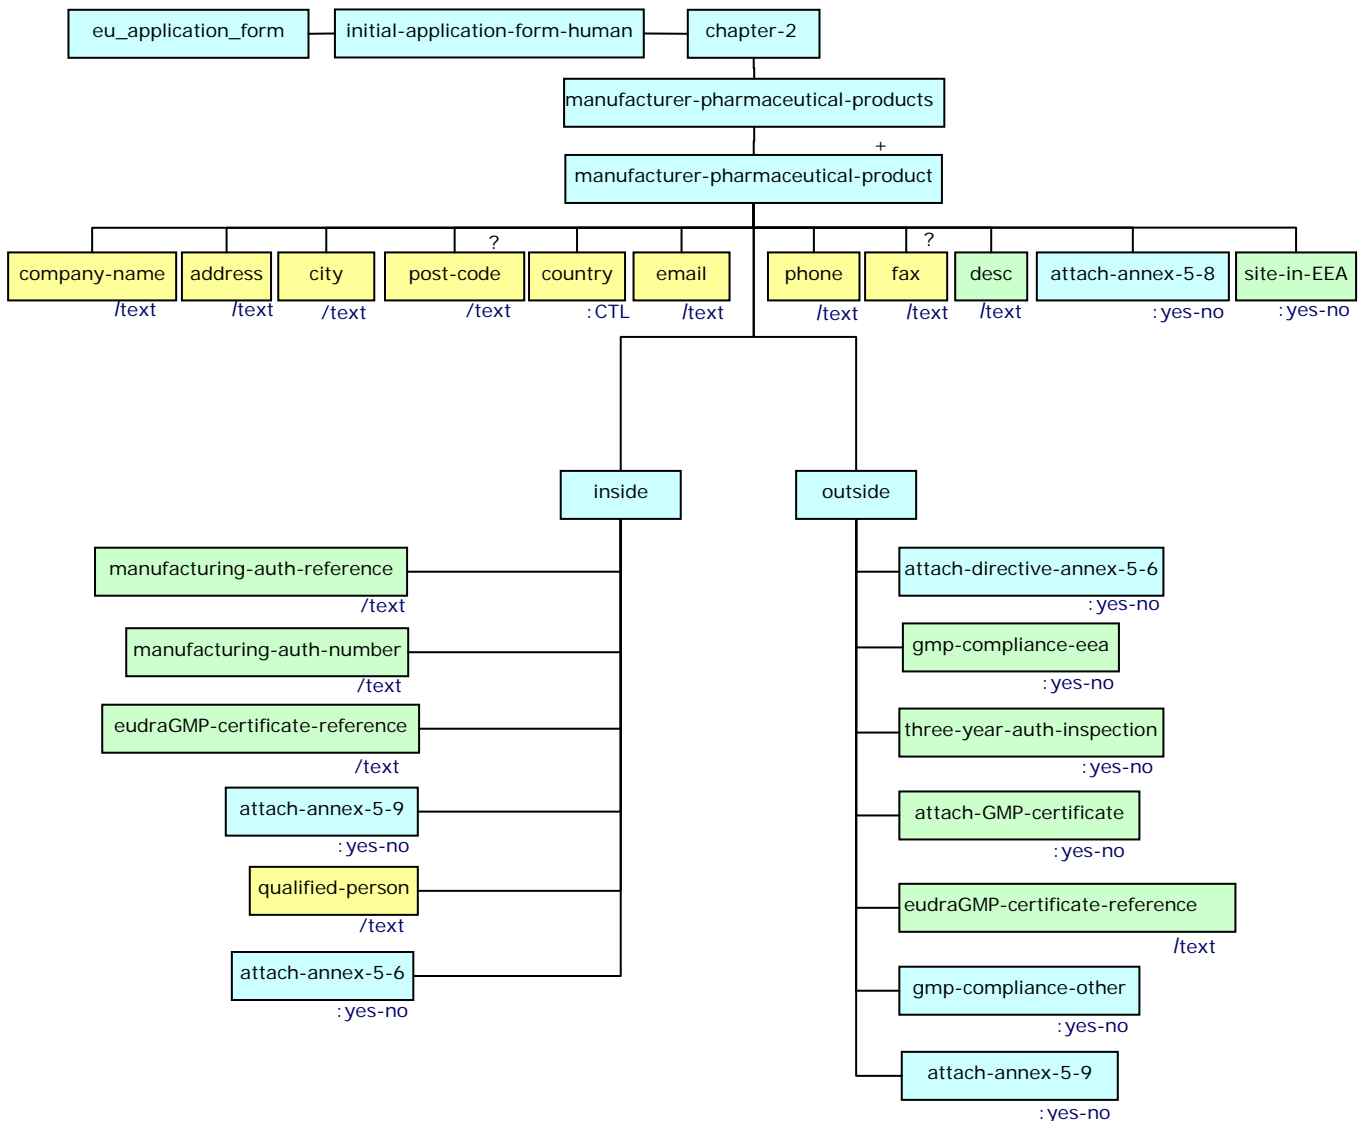 eu_application_form
initial-application-form-human
chapter-2
manufacturer-pharmaceutical-products
+
manufacturer-pharmaceutical-product
?
?
company-name
address
city
post-code
country
email
phone
fax
desc
attach-annex-5-8
site-in-EEA
/text
/text
/text
/text
:CTL
/text
/text
/text
/text
:yes-no
:yes-no
inside
manufacturing-auth-reference
/text
manufacturing-auth-number
/text
eudraGMP-certificate-reference
/text
attach-annex-5-9
:yes-no
qualified-person
/text
attach-annex-5-6
:yes-no
outside
attach-directive-annex-5-6
:yes-no
gmp-compliance-eea
:yes-no
three-year-auth-inspection
:yes-no
attach-GMP-certificate
:yes-no
eudraGMP-certificate-reference
/text
gmp-compliance-other
:yes-no
attach-annex-5-9
:yes-no